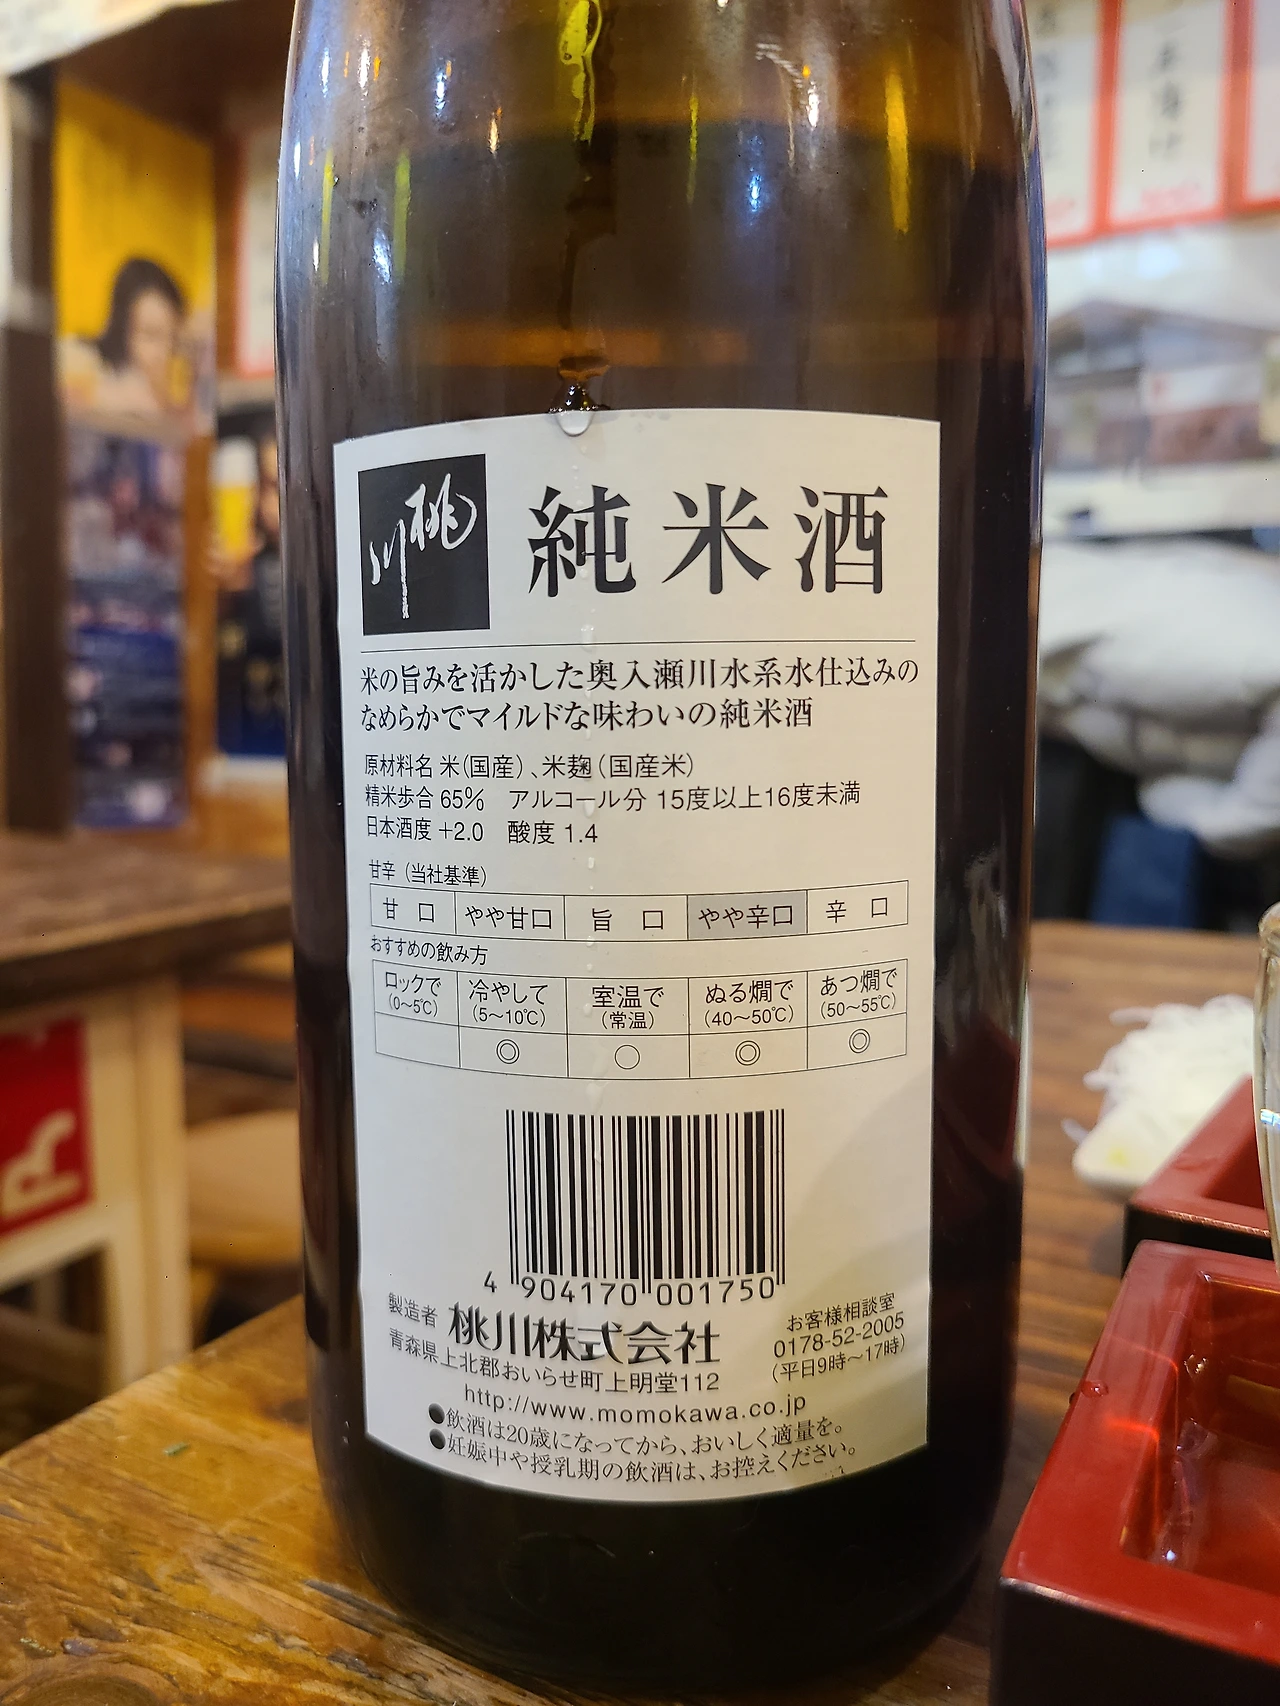 桃川
純米酒
米の旨みを活かした奥入瀬川水系水仕込みの
なめらかでマイルドな味わいの純米酒
原材料名 米(国産)、米麹(国産米)
精米歩合 65% アルコール分 15度以上16度未満
日本酒度 +2.0 酸度 1.4
甘辛(当社基準)
甘口 やや甘口 旨口 やや辛口 辛口
おすすめの飲み方
ロックで 冷やして 室温で ぬる燗で あつ燗で
(0〜5℃) (5〜10℃) (常温) (40〜50℃) (50〜55℃)
◎ ○ ◎ ◎
4 904170 001750
製造者 桃川株式会社
青森県上北郡おいらせ町上明堂112
お客様相談室
0178-52-2005
(平日9時〜17時)
http://www.momokawa.co.jp
●飲酒は20歳になってから、おいしく適量を。
●妊娠中や授乳期の飲酒は、お控えください。